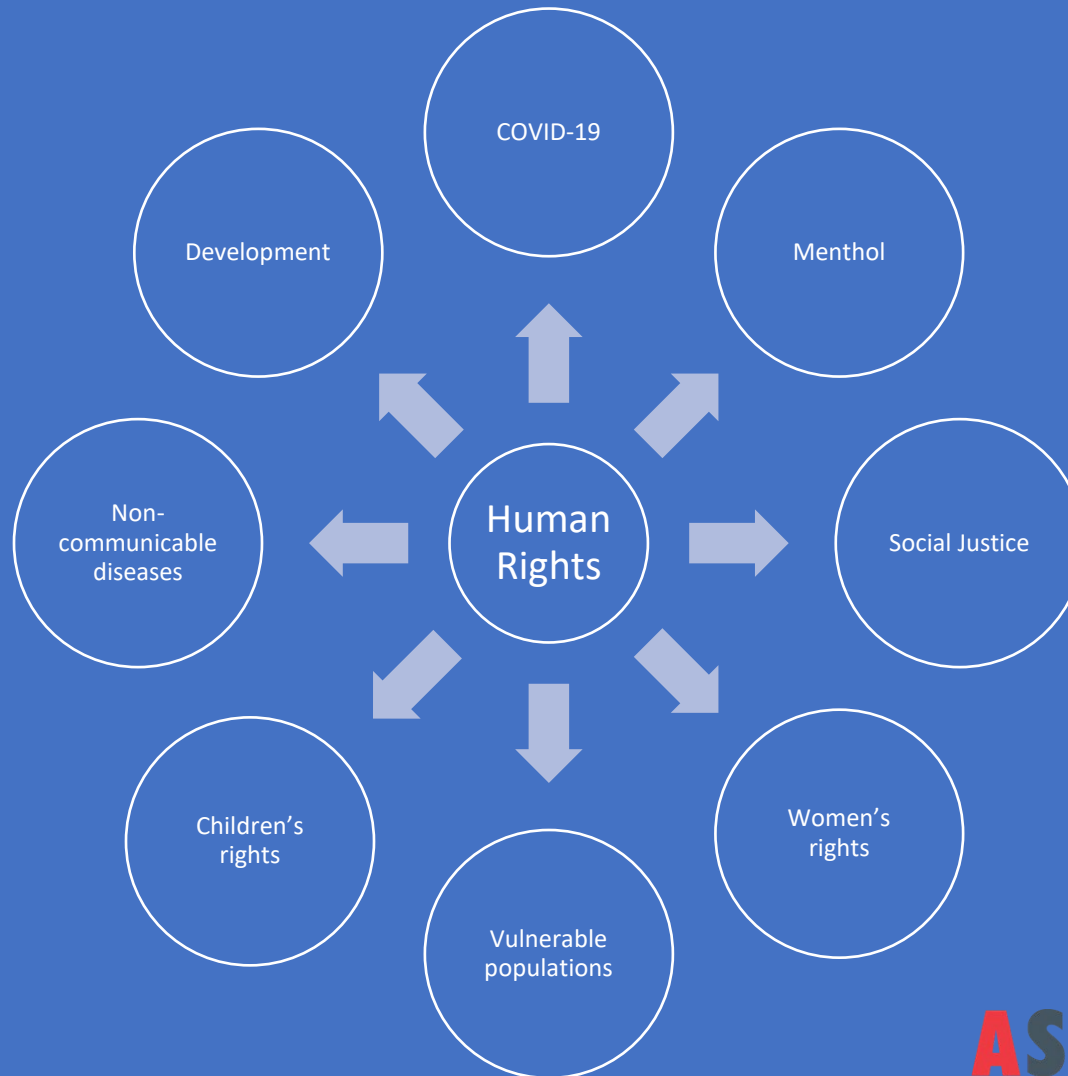 COVID-19
Development
Menthol
Non-
communicable
diseases
Human
Rights
Social Justice
Children’s
rights
Women’s
rights
Vulnerable
populations
AS